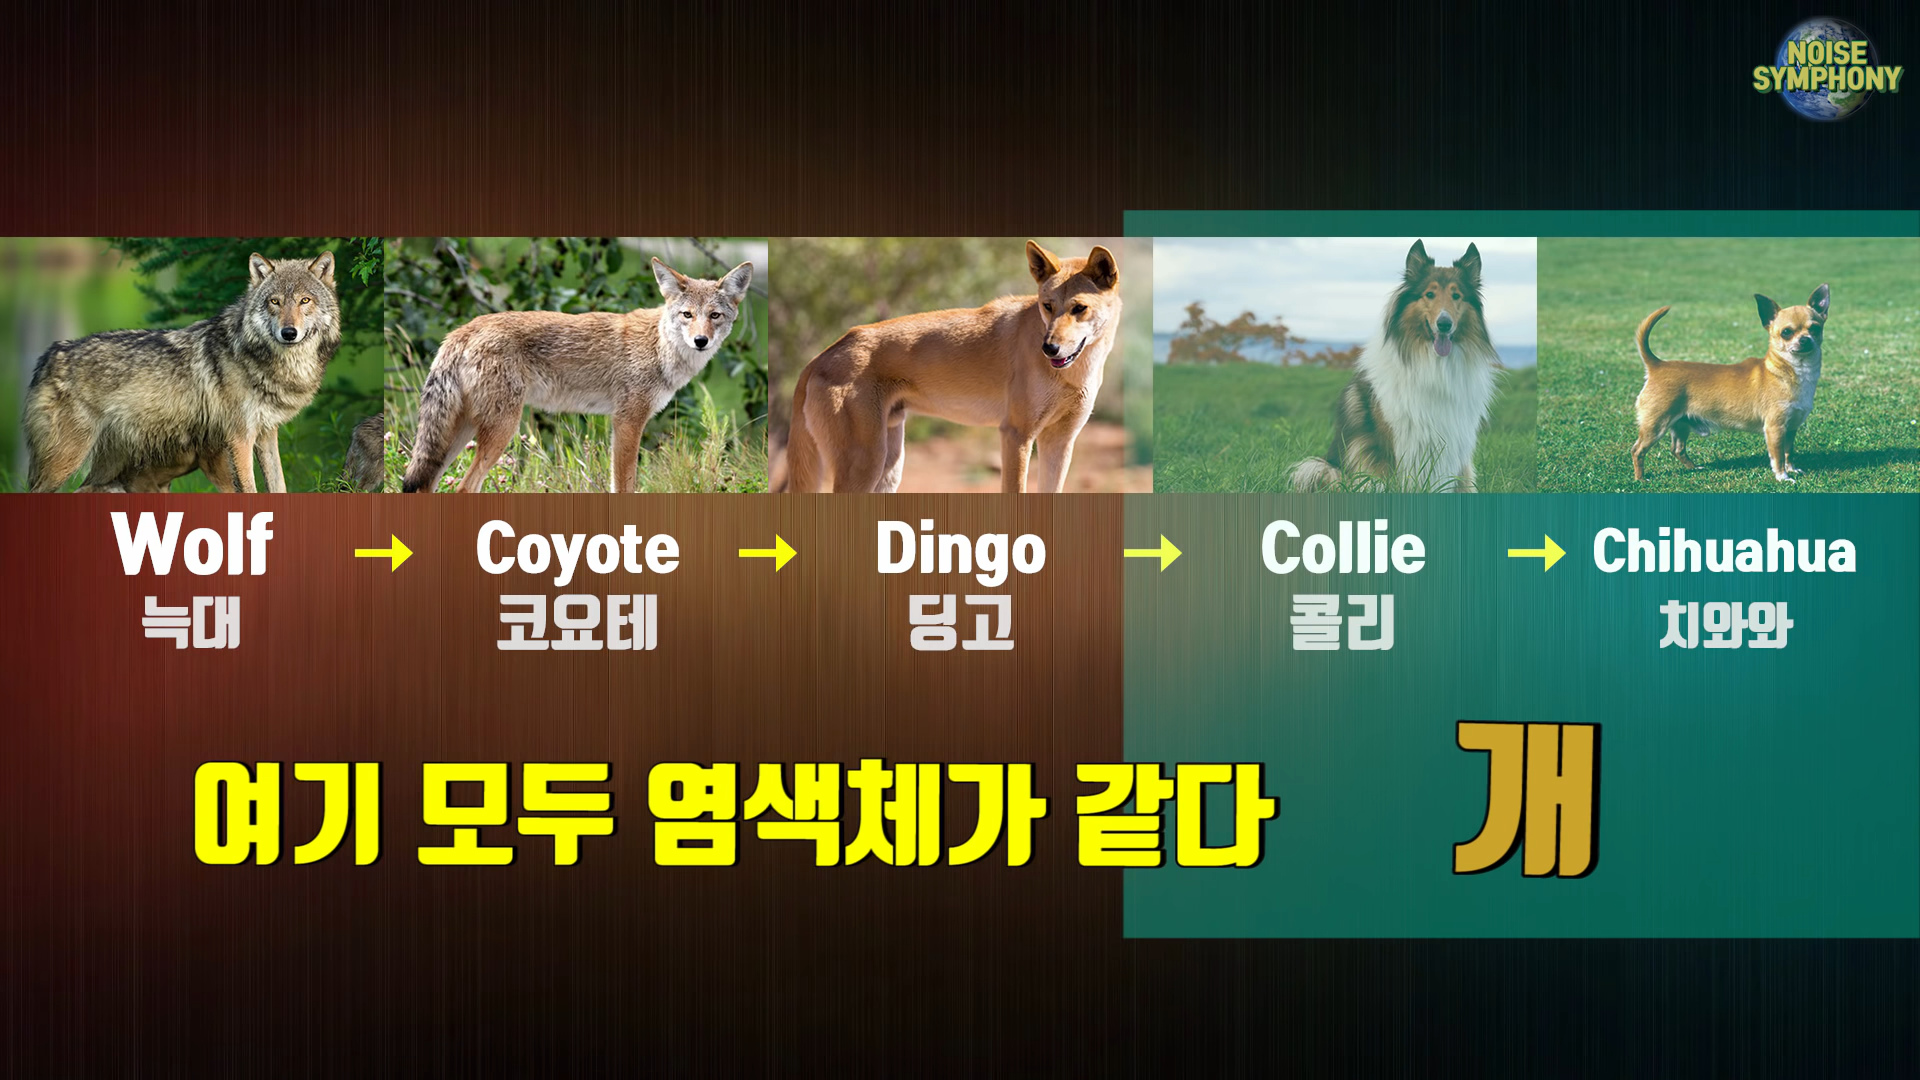 NOISE
SYMPHONY
Wolf → Coyote → Dingo → Collie → Chihuahua
늑대 코요테 딩고 콜리 치와와
여기 모두 염색체가 같다 개